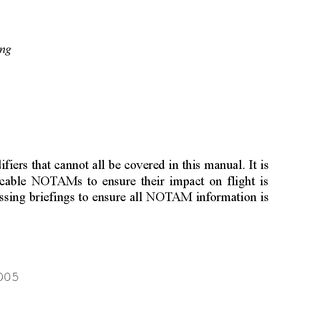 ng
ifiers that cannot all be covered in this manual. It is
cable NOTAMs to ensure their impact on flight is
ssing briefings to ensure all NOTAM information is
005